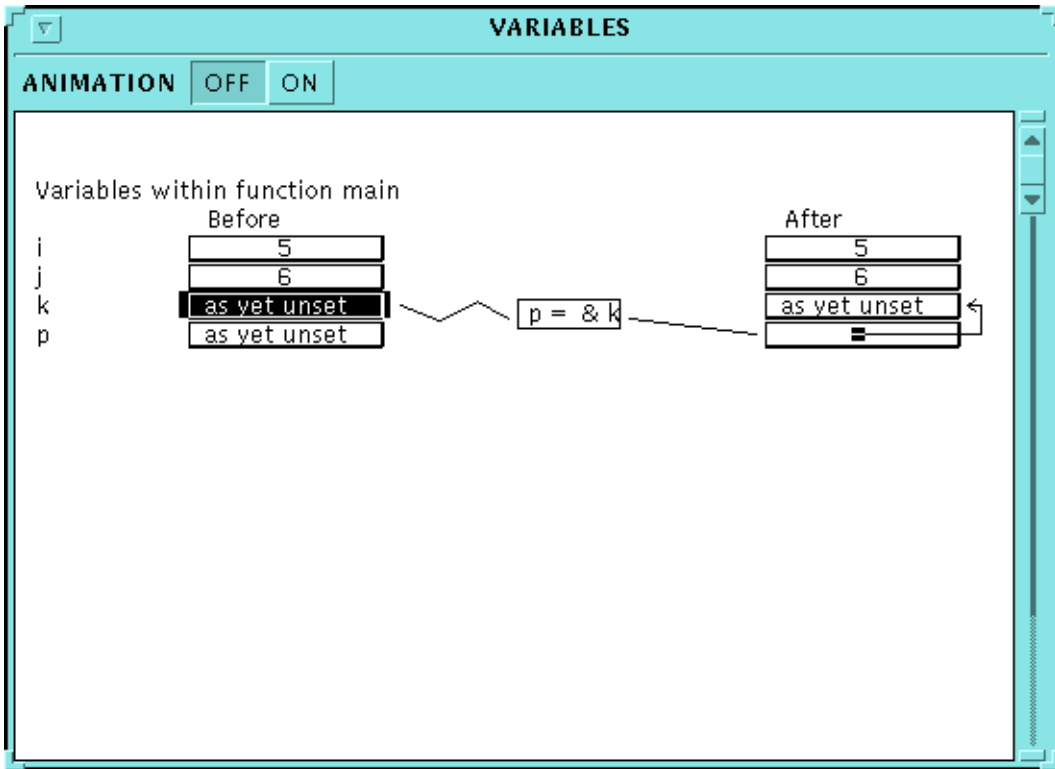 VARIABLES
ANIMATION OFF ON
Variables within function main
Before After
i 5 5
j 6 6
k as yet unset p = & k as yet unset
p as yet unset